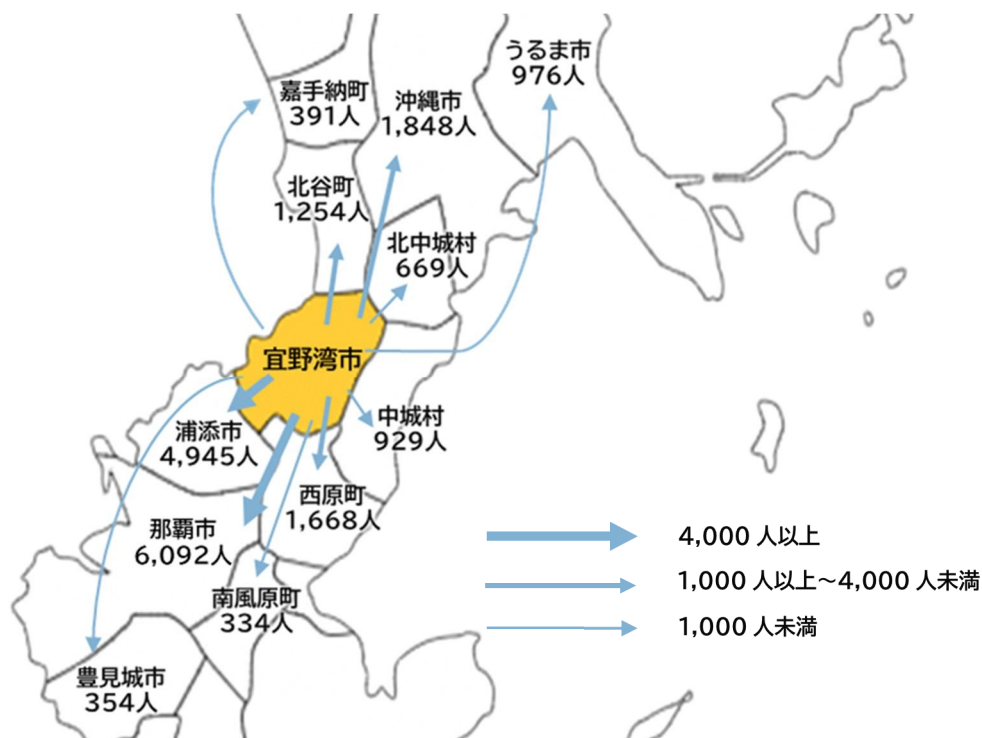 うるま市
976人
嘉手納町
391人
沖縄市
1,848人
北谷町
1,254人
北中城村
669人
宜野湾市
中城村
929人
浦添市
4,945人
西原町
1,668人
那覇市
6,092人
南風原町
334人
豊見城市
354人
4,000 人以上
1,000 人以上～4,000 人未満
1,000 人未満